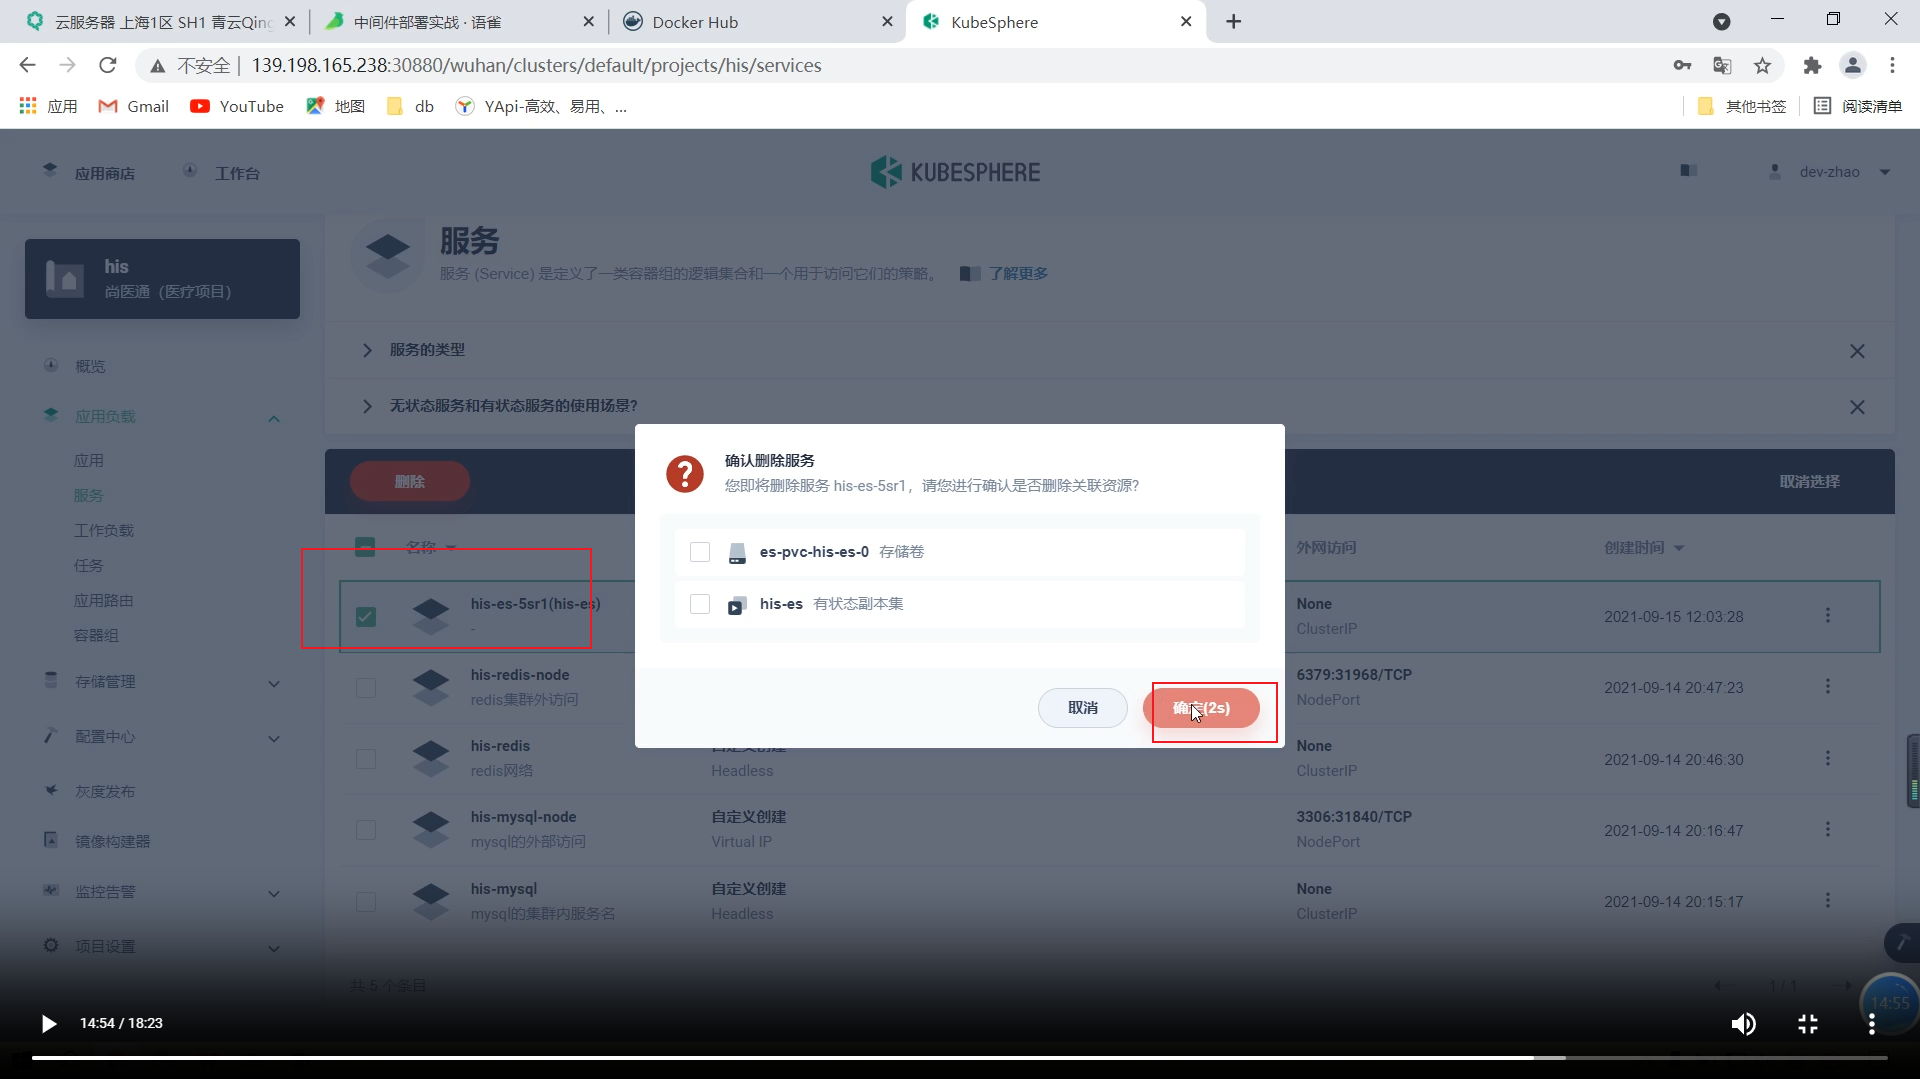 云服务器 上海1区 SH1 青云Qing
中间件部署实战 · 语雀
Docker Hub
KubeSphere
不安全
139.198.165.238:30880/wuhan/clusters/default/projects/his/services
应用
Gmail
YouTube
地图
db
YApi-高效、易用、...
其他书签
阅读清单
应用商店
工作台
KUBESPHERE
dev-zhao
his
尚医通（医疗项目）
概览
应用负载
应用
服务
工作负载
任务
应用路由
容器组
存储管理
配置中心
灰度发布
镜像构建器
监控告警
项目设置
服务
服务 (Service) 是定义了一类容器组的逻辑集合和一个用于访问它们的策略。
了解更多
服务的类型
无状态服务和有状态服务的使用场景?
删除
取消选择
名称
外网访问
创建时间
确认删除服务
您即将删除服务 his-es-5sr1，请您进行确认是否删除关联资源?
es-pvc-his-es-0 存储卷
his-es 有状态副本集
取消
确定(2s)
his-es-5sr1(his-es)
-
None
ClusterIP
2021-09-15 12:03:28
his-redis-node
redis集群外访问
6379:31968/TCP
NodePort
2021-09-14 20:47:23
his-redis
redis网络
自定义创建
Headless
None
ClusterIP
2021-09-14 20:46:30
his-mysql-node
mysql的外部访问
自定义创建
Virtual IP
3306:31840/TCP
NodePort
2021-09-14 20:16:47
his-mysql
mysql的集群内服务名
自定义创建
Headless
None
ClusterIP
2021-09-14 20:15:17
共 5 个条目
1 / 1
14:55
14:54 / 18:23